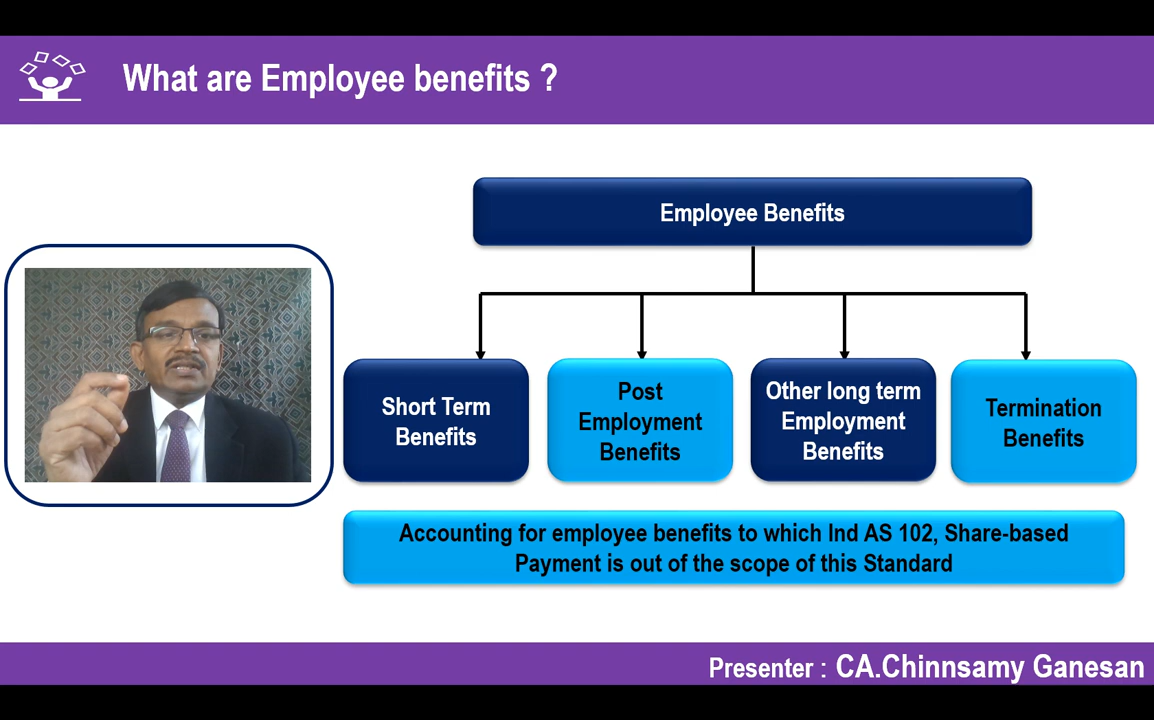 What are Employee benefits ?
Employee Benefits
Short Term
Benefits
Post
Employment
Benefits
Other long term
Employment
Benefits
Termination
Benefits
Accounting for employee benefits to which Ind AS 102, Share-based
Payment is out of the scope of this Standard
Presenter : CA.Chinnsamy Ganesan